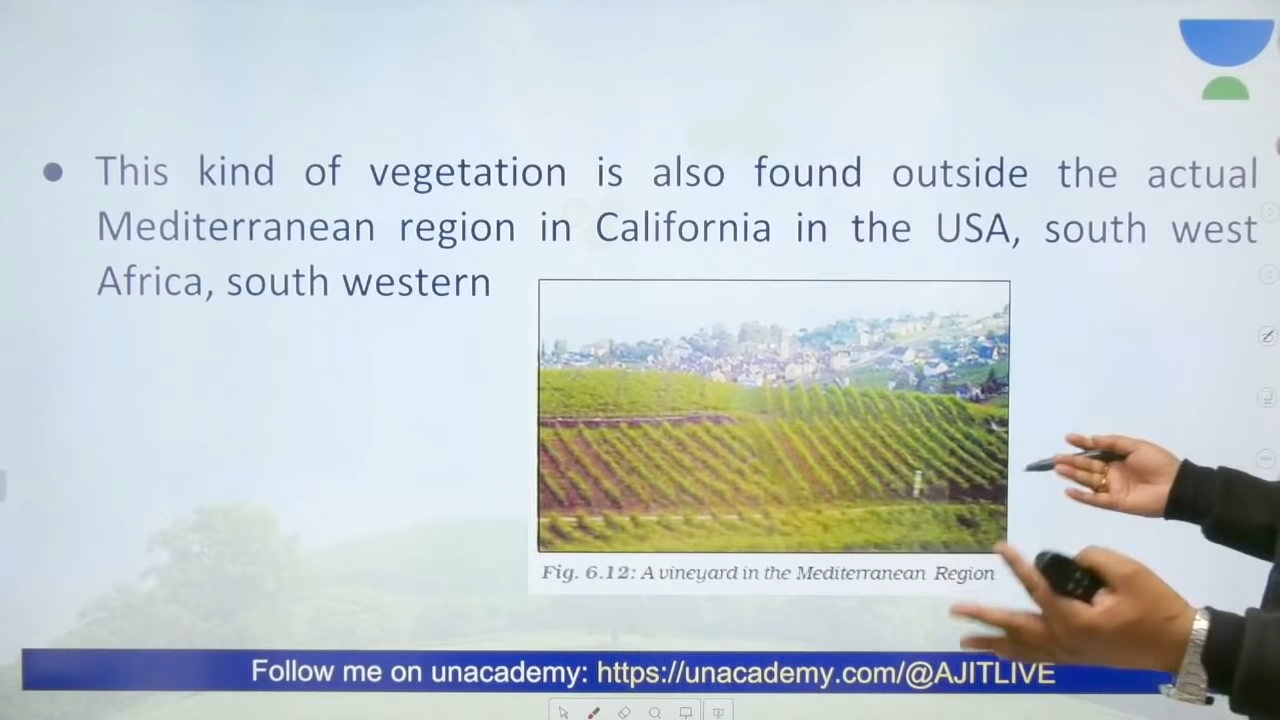 This kind of vegetation is also found outside the actual
Mediterranean region in California in the USA, south west
Africa, south western
Fig. 6.12: A vineyard in the Mediterranean Region
Follow me on unacademy: https://unacademy.com/@AJITLIVE